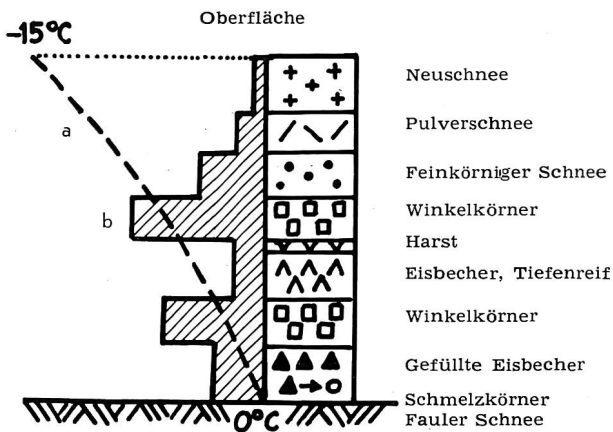 Oberfläche
-15°C
a
Neuschnee
Pulverschnee
Feinkörniger Schnee
b
Winkelkörner
Harst
Eisbecher, Tiefenreif
Winkelkörner
Gefüllte Eisbecher
Schmelzkörner
0°C
Fauler Schnee